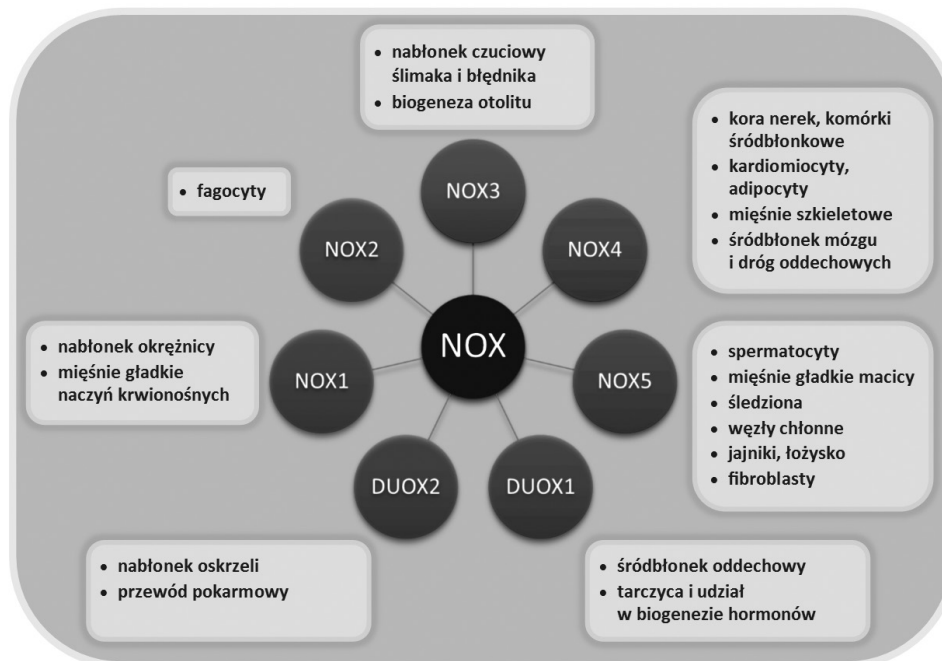 • nabłonek czuciowy
ślimaka i błędnika
• biogeneza otolitu
• kora nerek, komórki
śródbłonkowe
• kardiomiocyty,
adipocyty
• mięśnie szkieletowe
• śródbłonek mózgu
i dróg oddechowych
• fagocyty
NOX3
NOX2
NOX4
NOX
• nabłonek okrężnicy
• mięśnie gładkie
naczyń krwionośnych
NOX1
NOX5
• spermatocyty
• mięśnie gładkie macicy
• śledziona
• węzły chłonne
• jajniki, łożysko
• fibroblasty
DUOX2
DUOX1
• nabłonek oskrzeli
• przewód pokarmowy
• śródbłonek oddechowy
• tarczyca i udział
w biogenezie hormonów